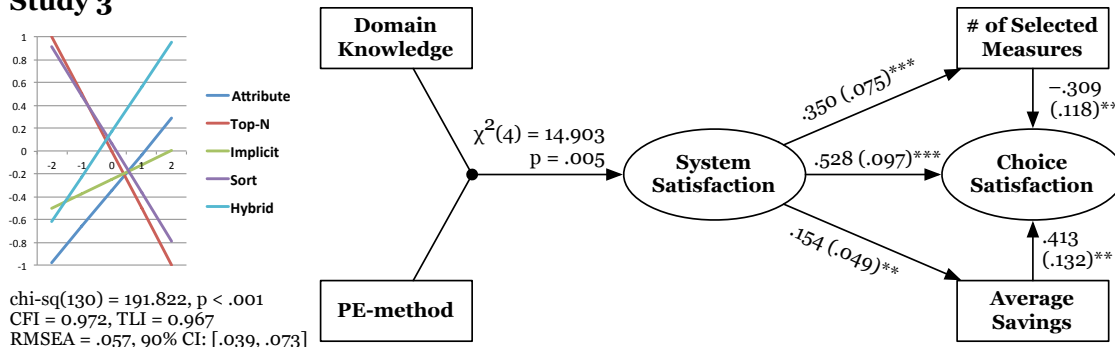 Study 3
1
0.8
0.6
0.4
0.2
0
-0.2
-0.4
-0.6
-0.8
-1
-2
-1
0
1
2
Attribute
Top-N
Implicit
Sort
Hybrid
chi-sq(130) = 191.822, p < .001
CFI = 0.972, TLI = 0.967
RMSEA = .057, 90% CI: [.039, .073]
Domain
Knowledge
PE-method
χ²(4) = 14.903
p = .005
System
Satisfaction
.350 (.075)***
.528 (.097)***
.154 (.049)**
# of Selected
Measures
−.309
(.118)**
Choice
Satisfaction
.413
(.132)**
Average
Savings